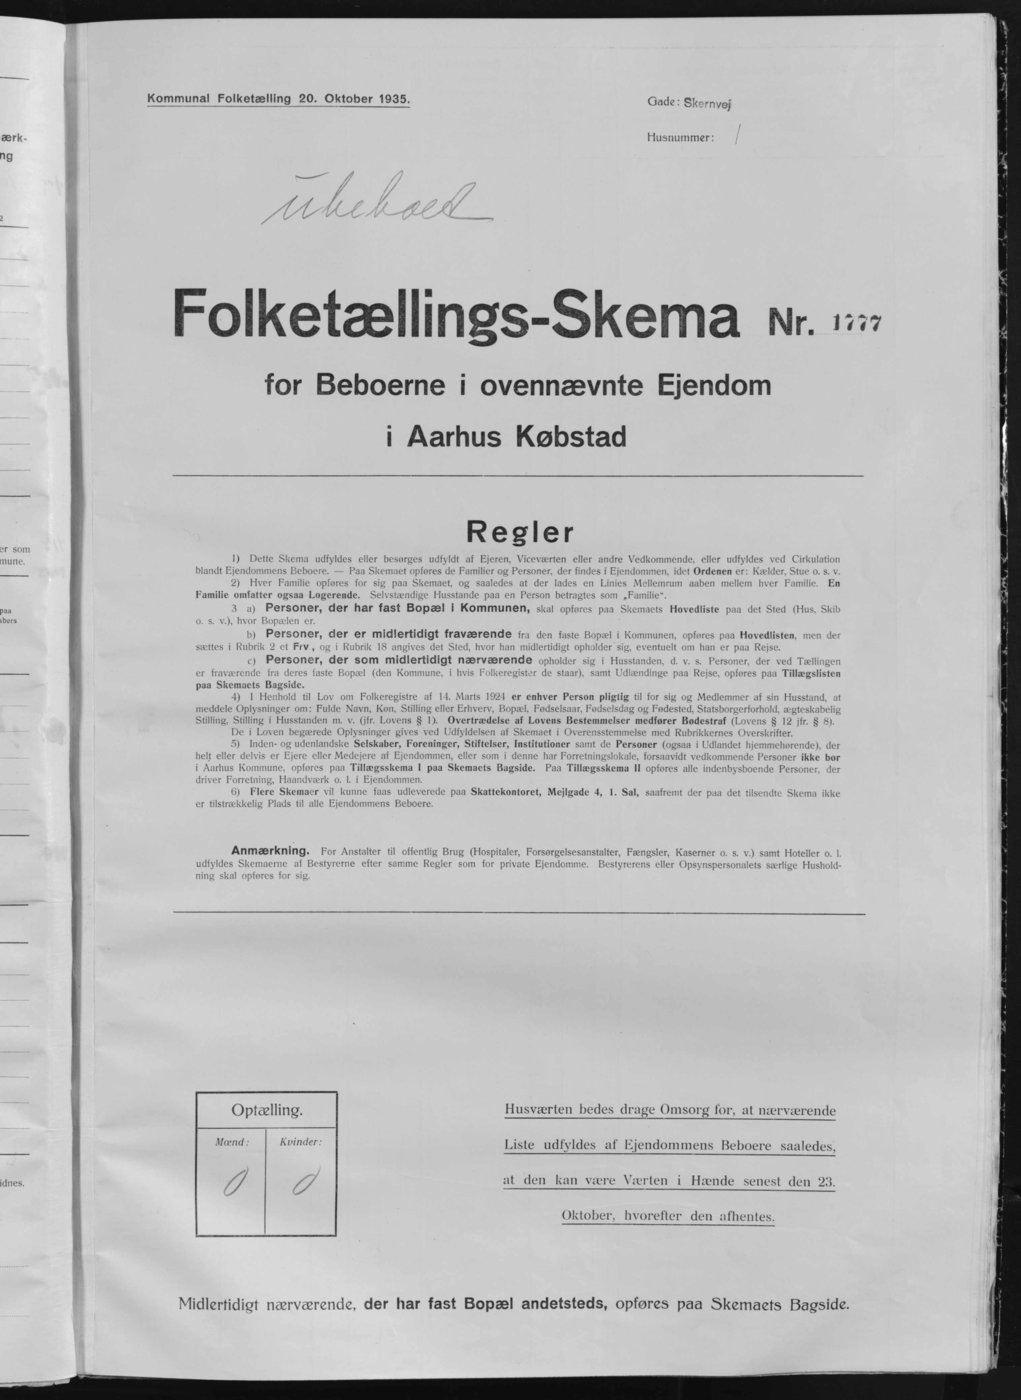 ærk-
ng
2
er som
mune.
paa
sbers
idnes.
Kommunal Folketælling 20. Oktober 1935.
Gade: Skernvej
Husnummer: 1
ubeboet
Folketællings-Skema Nr. 1777
for Beboerne i ovennævnte Ejendom
i Aarhus Købstad
Regler
1) Dette Skema udfyldes eller besørges udfyldt af Ejeren, Viceværten eller andre Vedkommende, eller udfyldes ved Cirkulation
blandt Ejendommens Beboere. — Paa Skemaet opføres de Familier og Personer, der findes i Ejendommen, idet Ordenen er: Kælder, Stue o. s. v.
2) Hver Familie opføres for sig paa Skemaet, og saaledes at der lades en Linies Mellemrum aaben mellem hver Familie. En
Familie omfatter ogsaa Logerende. Selvstændige Husstande paa en Person betragtes som „Familie".
3 a) Personer, der har fast Bopæl i Kommunen, skal opføres paa Skemaets Hovedliste paa det Sted (Hus, Skib
o. s. v.), hvor Bopælen er.
b) Personer, der er midlertidigt fraværende fra den faste Bopæl i Kommunen, opføres paa Hovedlisten, men der
sættes i Rubrik 2 et Frv., og i Rubrik 18 angives det Sted, hvor han midlertidigt opholder sig, eventuelt om han er paa Rejse.
c) Personer, der som midlertidigt nærværende opholder sig i Husstanden, d. v. s. Personer, der ved Tællingen
er fraværende fra deres faste Bopæl (den Kommune, i hvis Folkeregister de staar), samt Udlændinge paa Rejse, opføres paa Tillægslisten
paa Skemaets Bagside.
4) I Henhold til Lov om Folkeregistre af 14. Marts 1924 er enhver Person pligtig til for sig og Medlemmer af sin Husstand, at
meddele Oplysninger om: Fulde Navn, Køn, Stilling eller Erhverv, Bopæl, Fødselsaar, Fødselsdag og Fødested, Statsborgerforhold, ægteskabelig
Stilling, Stilling i Husstanden m. v. (jfr. Lovens § 1). Overtrædelse af Lovens Bestemmelser medfører Bødestraf (Lovens § 12 jfr. § 8).
De i Loven begærede Oplysninger gives ved Udfyldelsen af Skemaet i Overensstemmelse med Rubrikkernes Overskrifter.
5) Inden- og udenlandske Selskaber, Foreninger, Stiftelser, Institutioner samt de Personer (ogsaa i Udlandet hjemmehørende), der
helt eller delvis er Ejere eller Medejere af Ejendommen, eller som i denne har Forretningslokale, forsaavidt vedkommende Personer ikke bor
i Aarhus Kommune, opføres paa Tillægsskema I paa Skemaets Bagside. Paa Tillægsskema II opføres alle indenbysboende Personer, der
driver Forretning, Haandværk o. l. i Ejendommen.
6) Flere Skemaer vil kunne faas udleverede paa Skattekontoret, Mejlgade 4, 1. Sal, saafremt der paa det tilsendte Skema ikke
er tilstrækkelig Plads til alle Ejendommens Beboere.
Anmærkning. For Anstalter til offentlig Brug (Hospitaler, Forsørgelsesanstalter, Fængsler, Kaserner o. s. v.) samt Hoteller o. l.
udfyldes Skemaerne af Bestyrerne efter samme Regler som for private Ejendomme. Bestyrerens eller Opsynspersonalets særlige Hushold-
ning skal opføres for sig.
Optælling.
Mænd: Kvinder:
0 0
Husværten bedes drage Omsorg for, at nærværende
Liste udfyldes af Ejendommens Beboere saaledes,
at den kan være Værten i Hænde senest den 23.
Oktober, hvorefter den afhentes.
Midlertidigt nærværende, der har fast Bopæl andetsteds, opføres paa Skemaets Bagside.